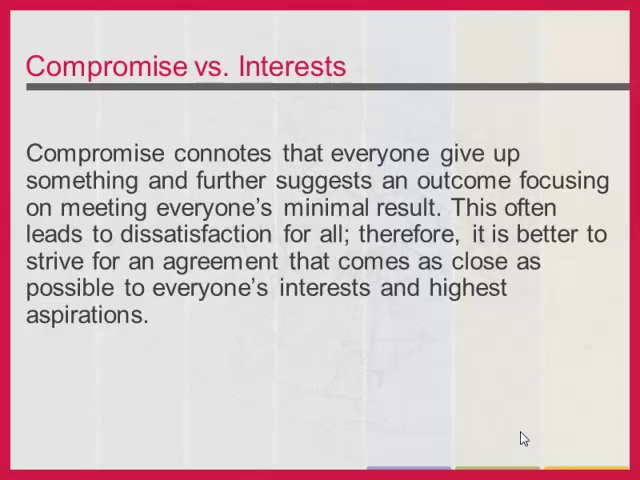 Compromise vs. Interests
Compromise connotes that everyone give up
something and further suggests an outcome focusing
on meeting everyone’s minimal result. This often
leads to dissatisfaction for all; therefore, it is better to
strive for an agreement that comes as close as
possible to everyone’s interests and highest
aspirations.